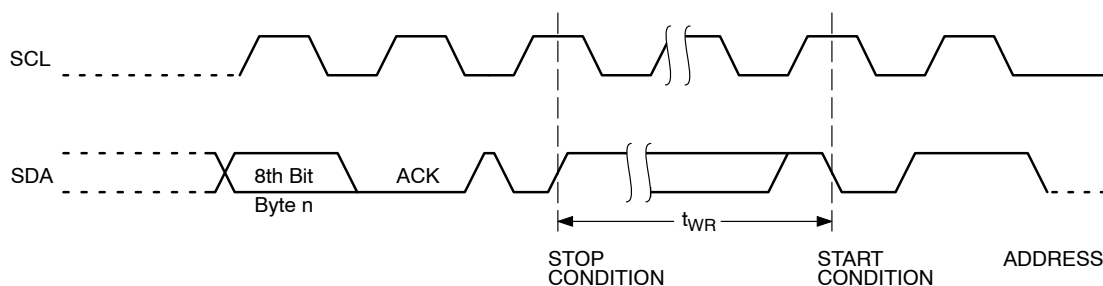 SCL
SDA
8th Bit
Byte n
ACK
tWR
STOP
CONDITION
START
CONDITION
ADDRESS